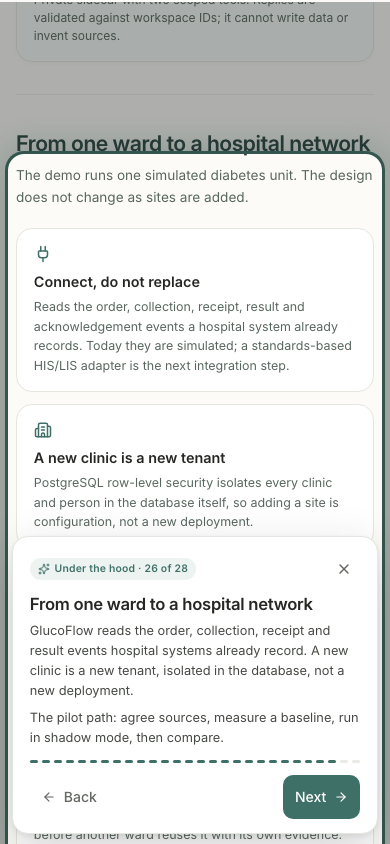 Private sidebar with two scoped tools. Replies are
validated against workspace IDs; it cannot write data or
invent sources.
From one ward to a hospital network
The demo runs one simulated diabetes unit. The design
does not change as sites are added.
Connect, do not replace
Reads the order, collection, receipt, result and
acknowledgement events a hospital system already
records. Today they are simulated; a standards-based
HIS/LIS adapter is the next integration step.
A new clinic is a new tenant
PostgreSQL row-level security isolates every clinic
and person in the database itself, so adding a site is
configuration, not a new deployment.
Under the hood · 26 of 28
From one ward to a hospital network
GlucoFlow reads the order, collection, receipt and
result events hospital systems already record. A new
clinic is a new tenant, isolated in the database, not a
new deployment.
The pilot path: agree sources, measure a baseline, run
in shadow mode, then compare.
Back
Next
before another ward reuses it with its own evidence.